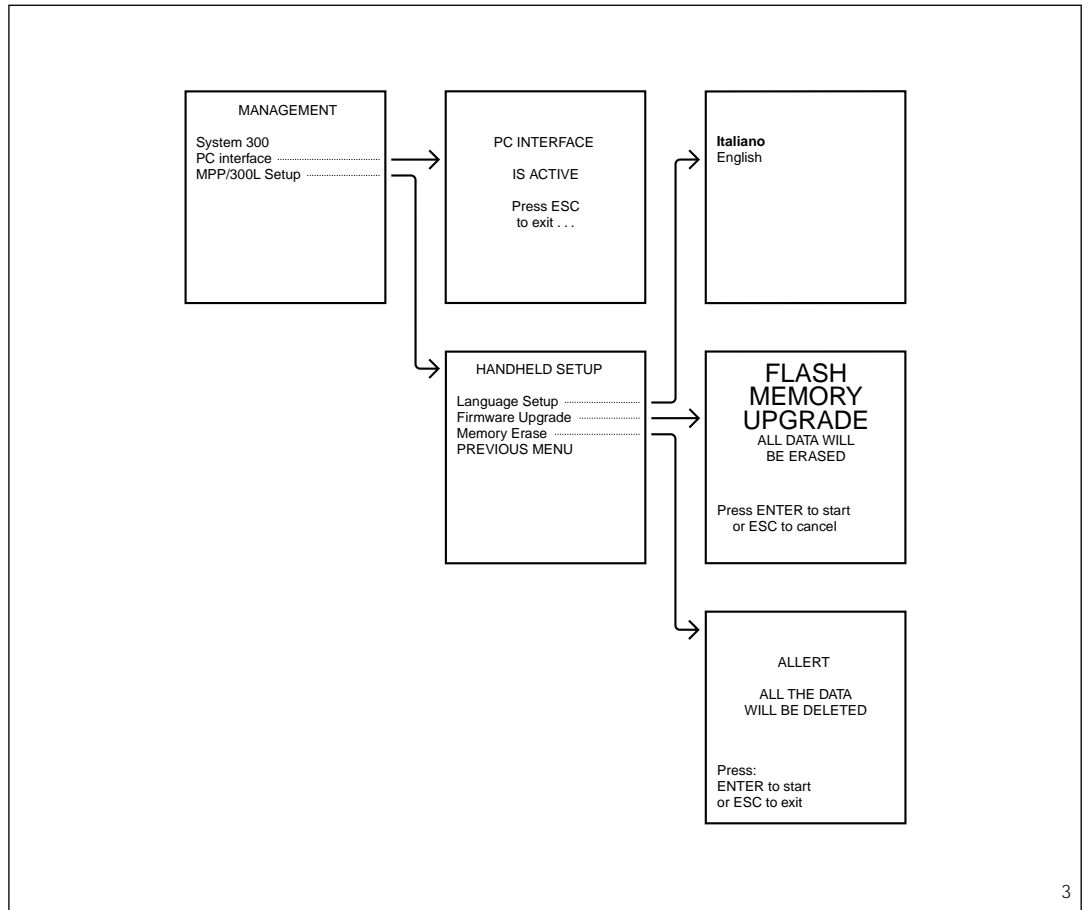 MANAGEMENT
System 300
PC interface
MPP/300L Setup
PC INTERFACE
IS ACTIVE
Press ESC
to exit . . .
Italiano
English
HANDHELD SETUP
Language Setup
Firmware Upgrade
Memory Erase
PREVIOUS MENU
FLASH
MEMORY
UPGRADE
ALL DATA WILL
BE ERASED
Press ENTER to start
or ESC to cancel
ALLERT
ALL THE DATA
WILL BE DELETED
Press:
ENTER to start
or ESC to exit
3